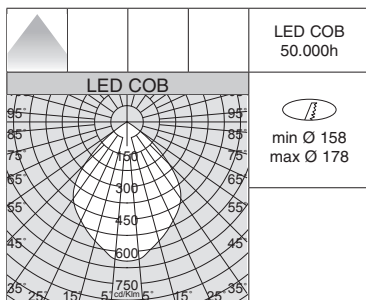 LED COB
50.000h
LED COB
min Ø 158
max Ø 178
95° 95°
85° 85°
75° 150 75°
65° 300 65°
55° 450 55°
45° 600 45°
750
cd/Klm
35° 25° 15° 5° 5° 15° 25° 35°